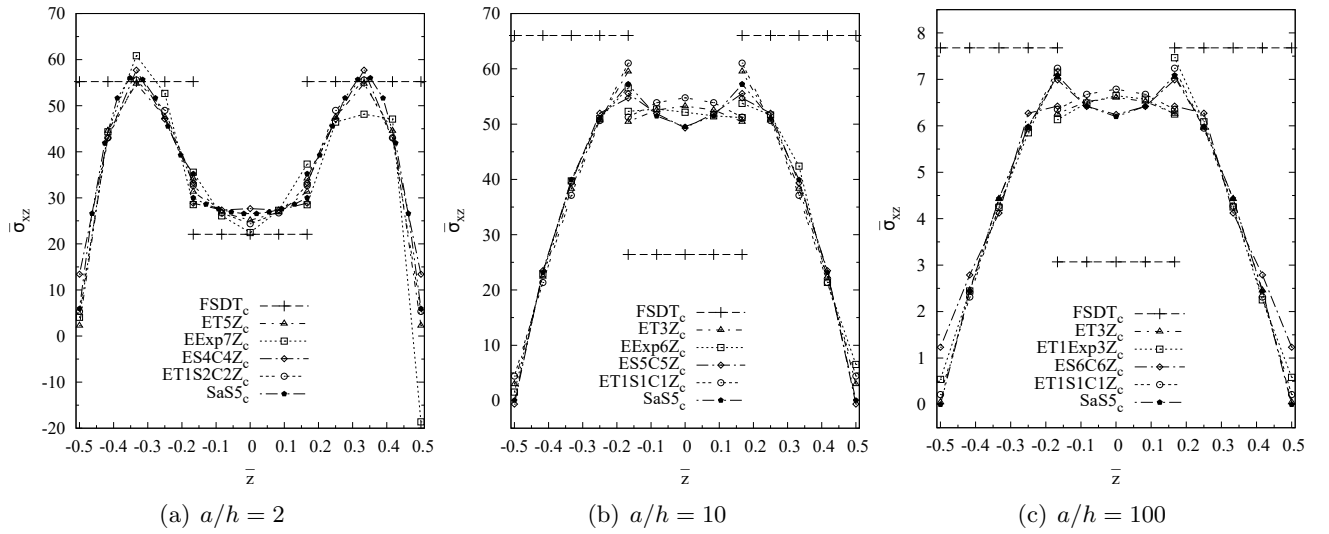 70
60
50
40
30
20
10
0
-10
-20
σ̅xz
-0.5 -0.4 -0.3 -0.2 -0.1 0 0.1 0.2 0.3 0.4 0.5
z̅
FSDTc
ET5Zc
EExp7Zc
ES4C4Zc
ET1S2C2Zc
SaS5c
(a) a/h = 2
70
60
50
40
30
20
10
0
σ̅xz
-0.5 -0.4 -0.3 -0.2 -0.1 0 0.1 0.2 0.3 0.4 0.5
z̅
FSDTc
ET3Zc
EExp6Zc
ES5C5Zc
ET1S1C1Zc
SaS5c
(b) a/h = 10
8
7
6
5
4
3
2
1
0
σ̅xz
-0.5 -0.4 -0.3 -0.2 -0.1 0 0.1 0.2 0.3 0.4 0.5
z̅
FSDTc
ET3Zc
ET1Exp3Zc
ES6C6Zc
ET1S1C1Zc
SaS5c
(c) a/h = 100